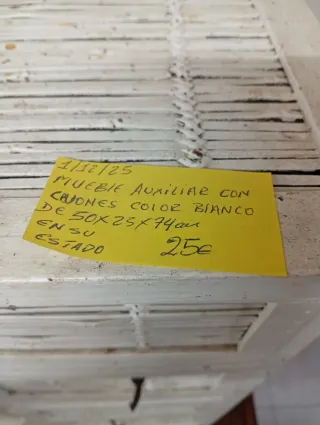 1/12/25
MUEBLE AUXILIAR CON
CAJONES COLOR BLANCO
DE 50X25X74cm
EN SU
ESTADO 25€